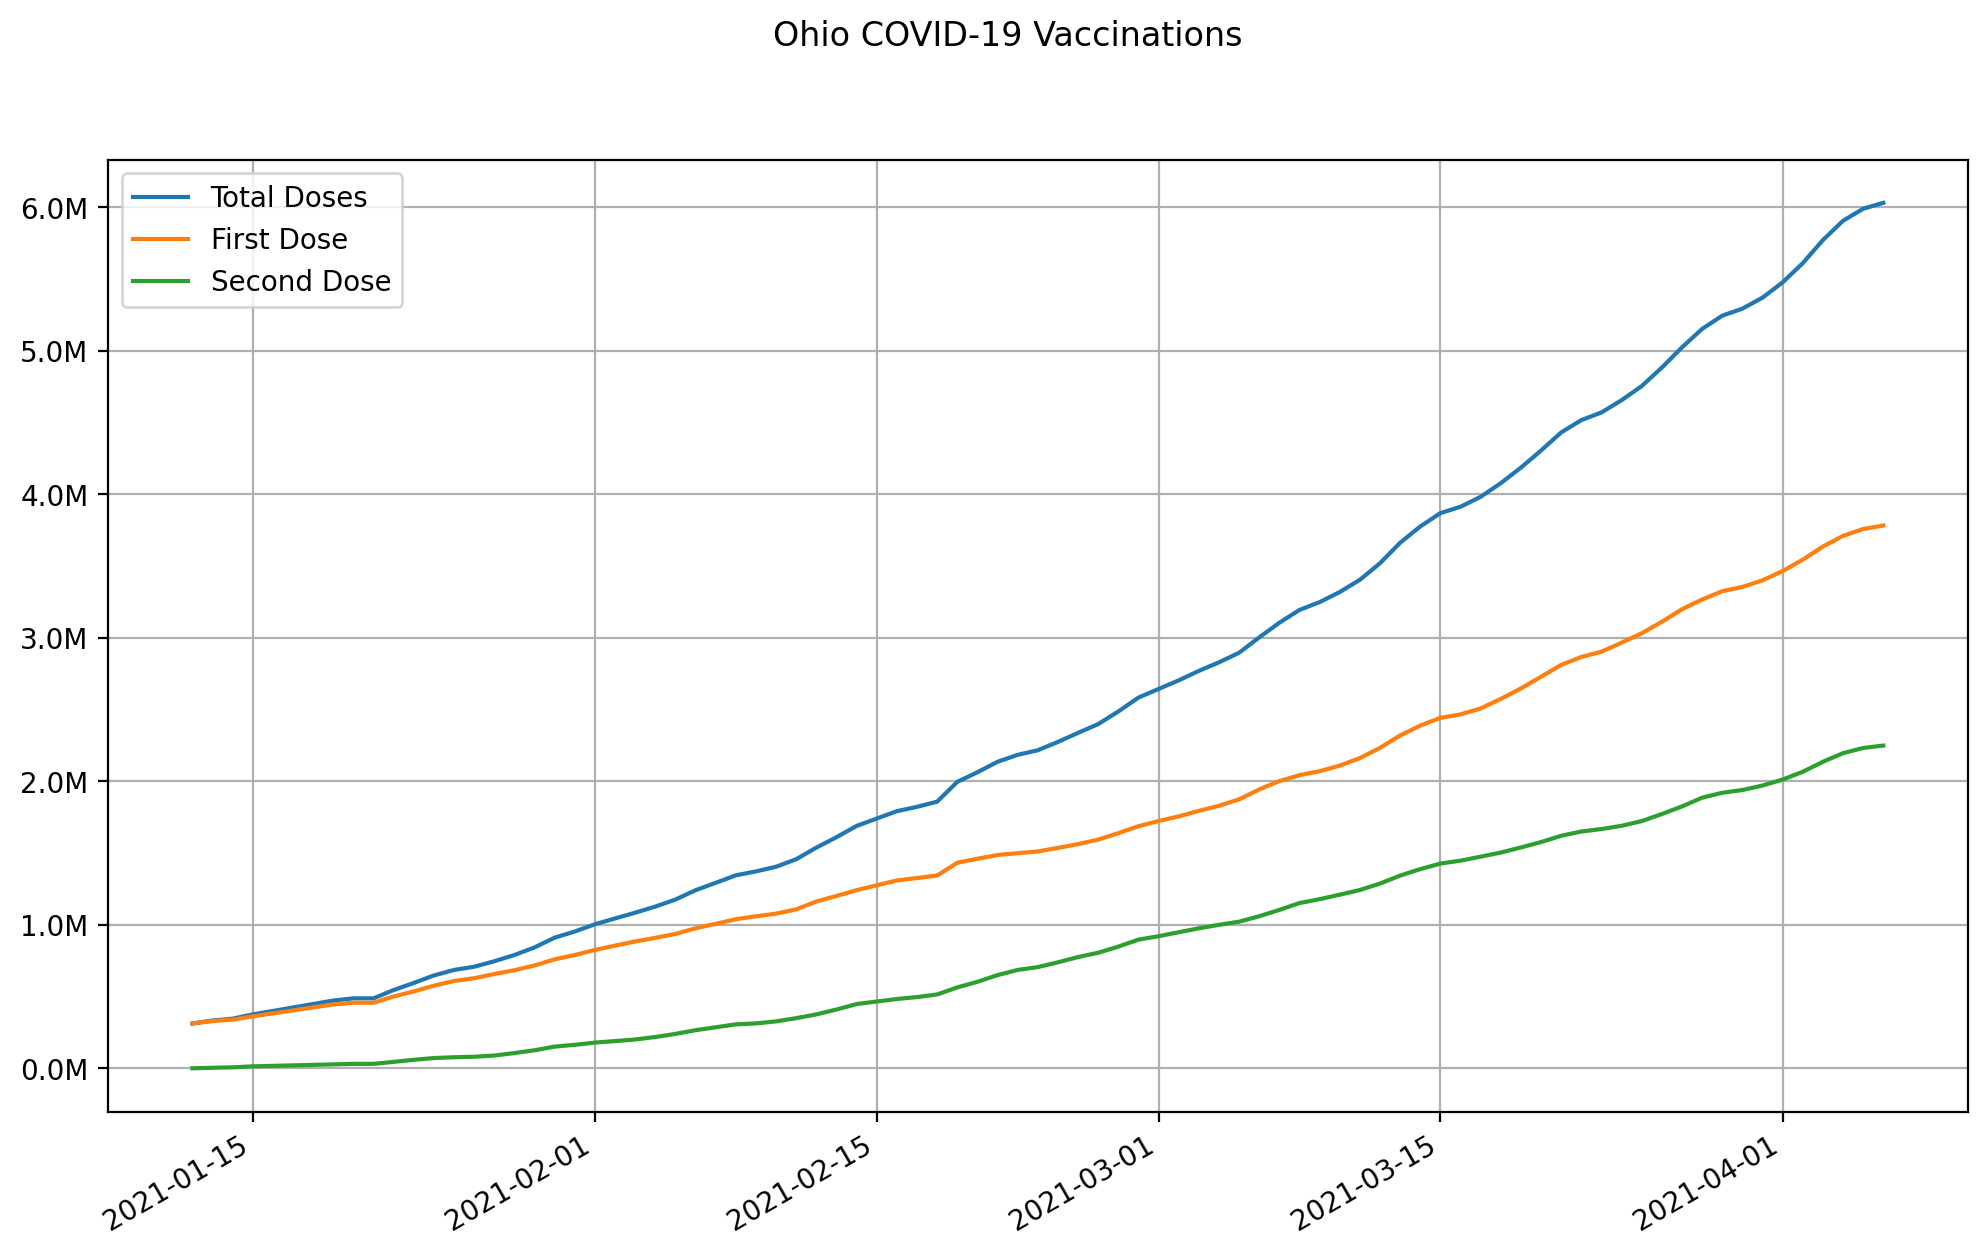 Ohio COVID-19 Vaccinations
Total Doses
First Dose
Second Dose
6.0M
5.0M
4.0M
3.0M
2.0M
1.0M
0.0M
2021-01-15
2021-02-01
2021-02-15
2021-03-01
2021-03-15
2021-04-01